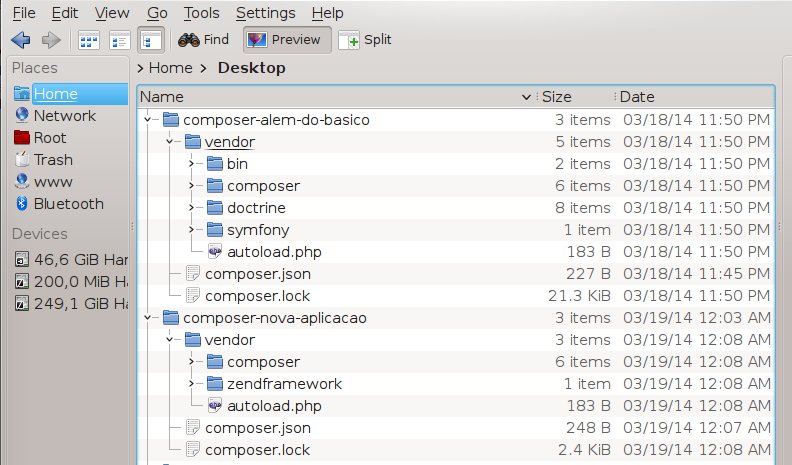 File Edit View Go Tools Settings Help
Find Preview Split
Places
Home
Network
Root
Trash
www
Bluetooth
Devices
46,6 GiB Har
200,0 MiB Ha
249,1 GiB Ha
> Home > Desktop
Name Size Date
composer-alem-do-basico 3 items 03/18/14 11:50 PM
vendor 5 items 03/18/14 11:50 PM
bin 2 items 03/18/14 11:50 PM
composer 6 items 03/18/14 11:50 PM
doctrine 8 items 03/18/14 11:50 PM
symfony 1 item 03/18/14 11:50 PM
autoload.php 183 B 03/18/14 11:50 PM
composer.json 227 B 03/18/14 11:45 PM
composer.lock 21.3 KiB 03/18/14 11:50 PM
composer-nova-aplicacao 3 items 03/19/14 12:03 AM
vendor 3 items 03/19/14 12:08 AM
composer 6 items 03/19/14 12:08 AM
zendframework 1 item 03/19/14 12:08 AM
autoload.php 183 B 03/19/14 12:08 AM
composer.json 248 B 03/19/14 12:07 AM
composer.lock 2.4 KiB 03/19/14 12:08 AM